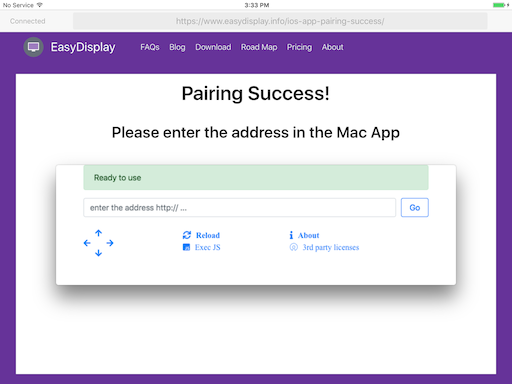 No Service 3:33 PM
Connected https://www.easydisplay.info/ios-app-pairing-success/
EasyDisplay FAQs Blog Download Road Map Pricing About
Pairing Success!
Please enter the address in the Mac App
Ready to use
enter the address http:// ... Go
Reload About
Exec JS 3rd party licenses